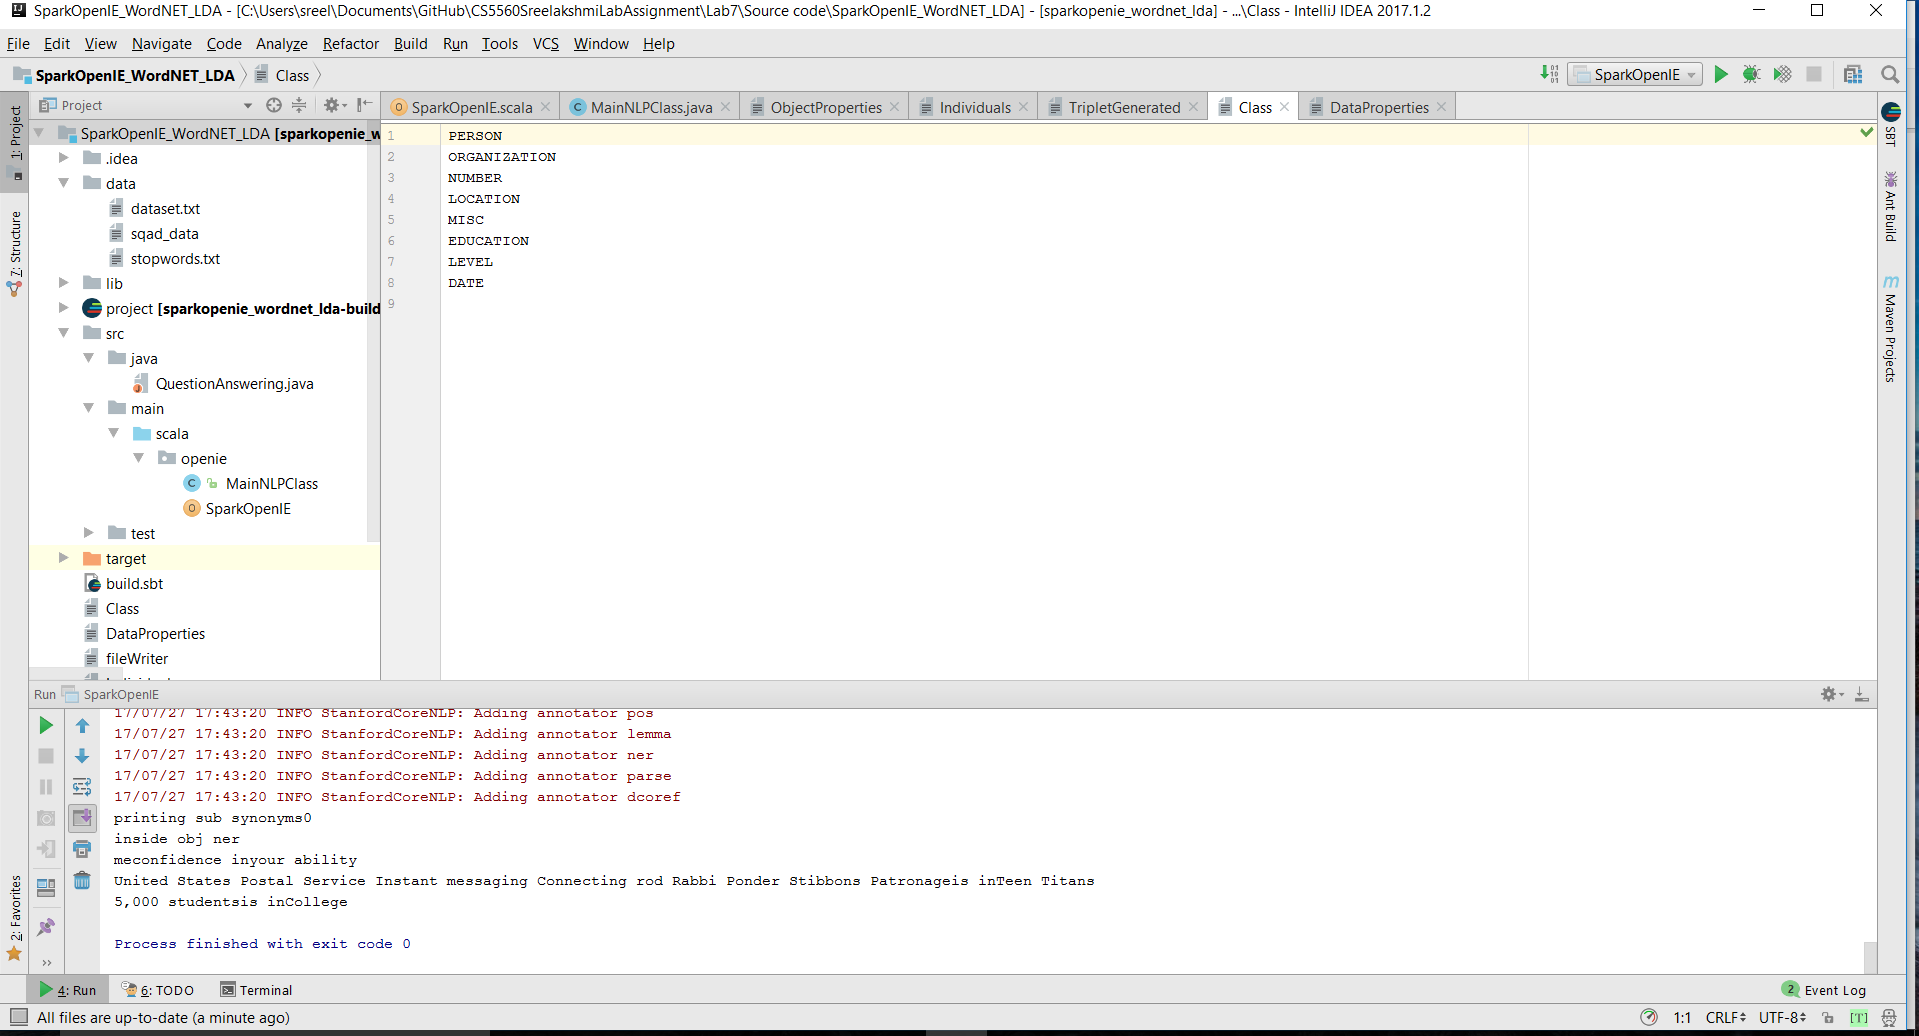 SparkOpenIE_WordNET_LDA - [C:\Users\sreel\Documents\GitHub\CS5560SreelakshmiLabAssignment\Lab7\Source code\SparkOpenIE_WordNET_LDA] - [sparkopenie_wordnet_lda] - ...\Class - IntelliJ IDEA 2017.1.2
File Edit View Navigate Code Analyze Refactor Build Run Tools VCS Window Help
SparkOpenIE_WordNET_LDA Class SparkOpenIE
Project SparkOpenIE.scala MainNLPClass.java ObjectProperties Individuals TripletGenerated Class DataProperties
1: Project
7: Structure
2: Favorites
SparkOpenIE_WordNET_LDA [sparkopenie_w
.idea
data
dataset.txt
sqad_data
stopwords.txt
lib
project [sparkopenie_wordnet_lda-build
src
java
QuestionAnswering.java
main
scala
openie
MainNLPClass
SparkOpenIE
test
target
build.sbt
Class
DataProperties
fileWriter
1 PERSON
2 ORGANIZATION
3 NUMBER
4 LOCATION
5 MISC
6 EDUCATION
7 LEVEL
8 DATE
9
SBT
Ant Build
Maven Projects
Run SparkOpenIE
17/07/27 17:43:20 INFO StanfordCoreNLP: Adding annotator pos
17/07/27 17:43:20 INFO StanfordCoreNLP: Adding annotator lemma
17/07/27 17:43:20 INFO StanfordCoreNLP: Adding annotator ner
17/07/27 17:43:20 INFO StanfordCoreNLP: Adding annotator parse
17/07/27 17:43:20 INFO StanfordCoreNLP: Adding annotator dcoref
printing sub synonyms0
inside obj ner
meconfidence inyour ability
United States Postal Service Instant messaging Connecting rod Rabbi Ponder Stibbons Patronageis inTeen Titans
5,000 studentsis inCollege
Process finished with exit code 0
4: Run 6: TODO Terminal 2 Event Log
All files are up-to-date (a minute ago) 1:1 CRLF UTF-8 [T]